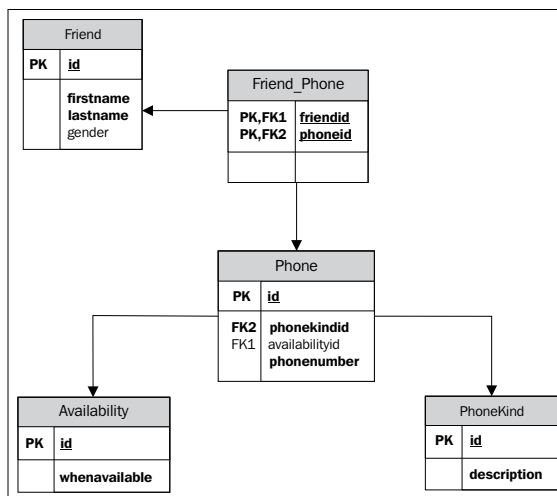 Friend
PK id
firstname
lastname
gender
Friend_Phone
PK,FK1 friendid
PK,FK2 phoneid
Phone
PK id
FK2 phonekindid
FK1 availabilityid
phonenumber
Availability
PK id
whenavailable
PhoneKind
PK id
description